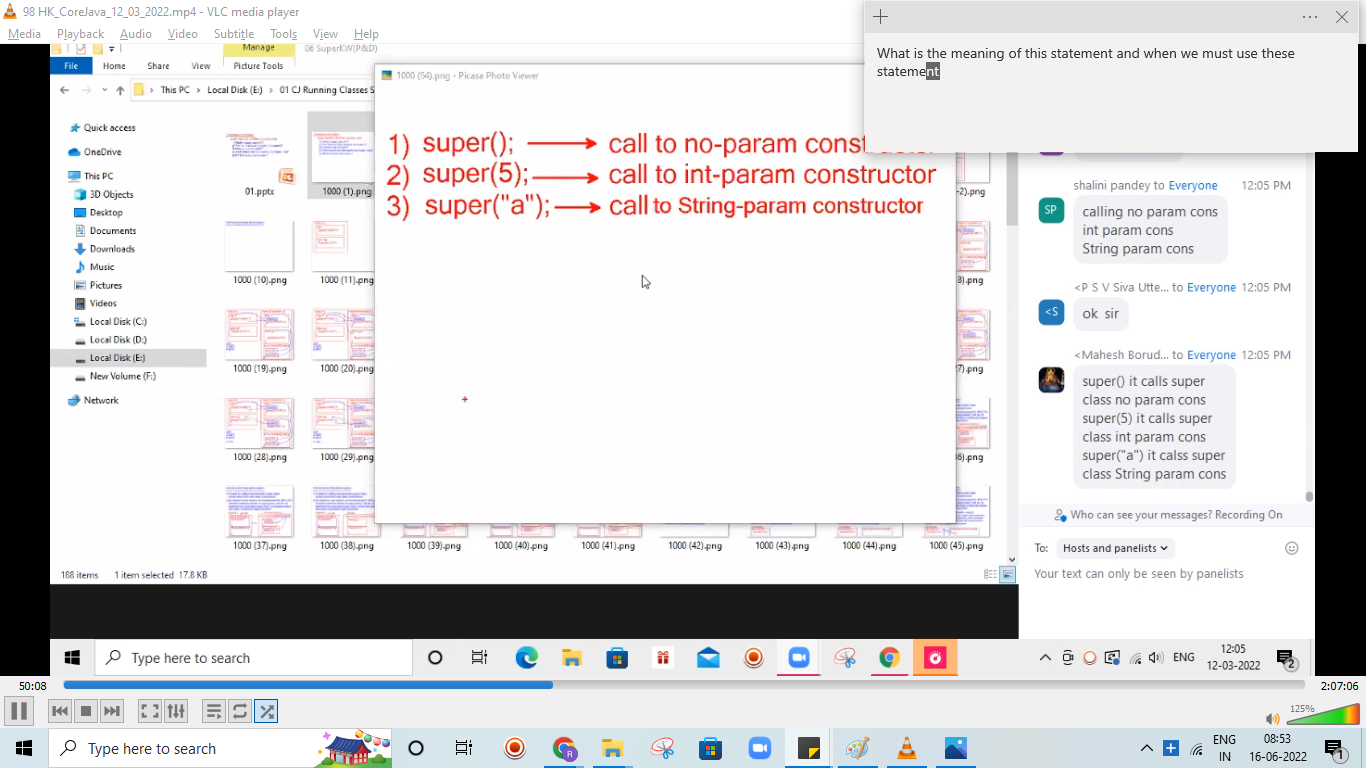 98 HK_CoreJava_12_03_2022.mp4 - VLC media player
Media Playback Audio Video Subtitle Tools View Help
What is the meaning of this statement and when we must use these
statement
Manage
06 SuperKW(P&D)
File Home Share View Picture Tools
This PC > Local Disk (E:) > 01 CJ Running Classes S
1000 (54).png - Picasa Photo Viewer
1) super(); call to no-param
2) super(5); call to int-param constructor
3) super("a"); call to String-param constructor
Quick access
OneDrive
This PC
3D Objects
Desktop
Documents
Downloads
Music
Pictures
Videos
Local Disk (C:)
Local Disk (D:)
Local Disk (E:)
New Volume (F:)
Network
01.pptx 1000 (1).png
1000 (10).png 1000 (11).png
1000 (19).png 1000 (20).png
1000 (28).png 1000 (29).png
1000 (37).png 1000 (38).png 1000 (39).png 1000 (40).png 1000 (41).png 1000 (42).png 1000 (43).png 1000 (44).png 1000 (45).png
188 items 1 item selected 17.8 KB
shalini pandey to Everyone 12:05 PM
SP
calling no param cons
int param cons
String param cons
<P S V Siva Utte... to Everyone 12:05 PM
<S
ok sir
<Mahesh Borud... to Everyone 12:05 PM
super() it calls super
class no param cons
super(5) it calls super
class int param cons
super("a") it calss super
class String param cons
Who can see your messages? Recording On
To: Hosts and panelists
Your text can only be seen by panelists
Type here to search
ENG
12:05
12-03-2022
2
50:08
2:07:06
125%
Type here to search
R
ENG
IN
08:53
16-06-2022
1